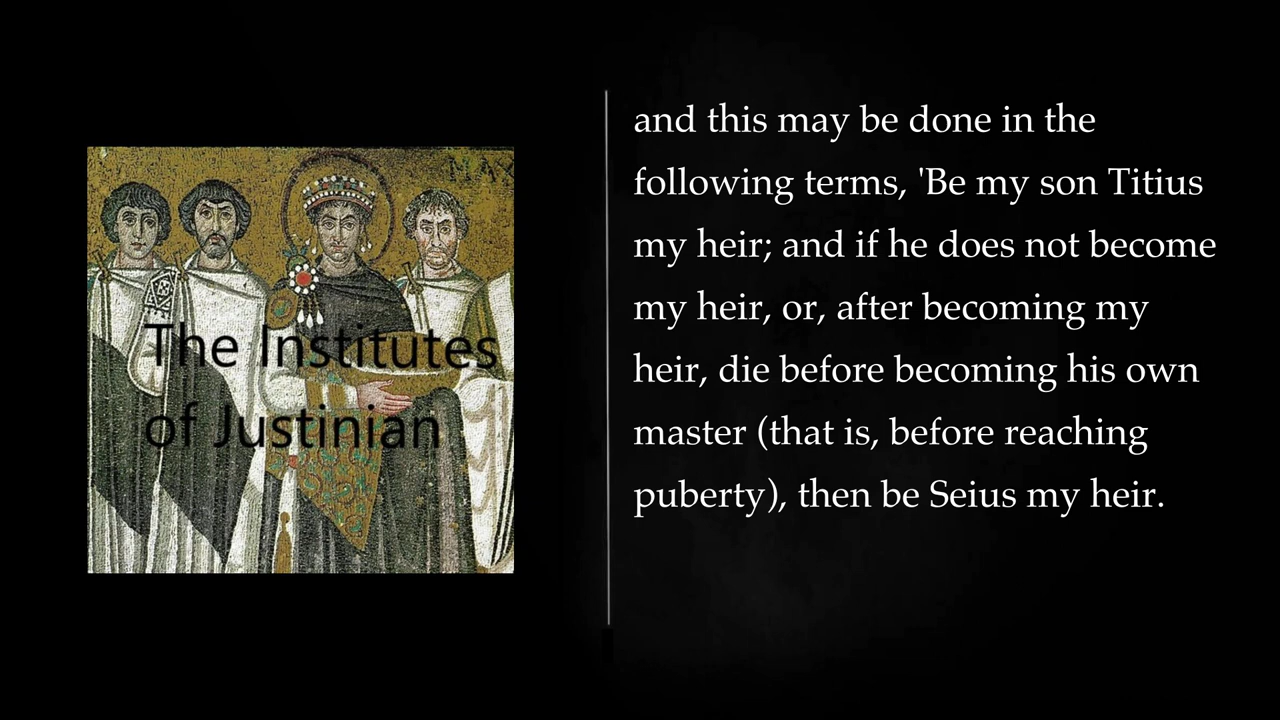 MAX
The Institutes
of Justinian
and this may be done in the
following terms, 'Be my son Titius
my heir; and if he does not become
my heir, or, after becoming my
heir, die before becoming his own
master (that is, before reaching
puberty), then be Seius my heir.